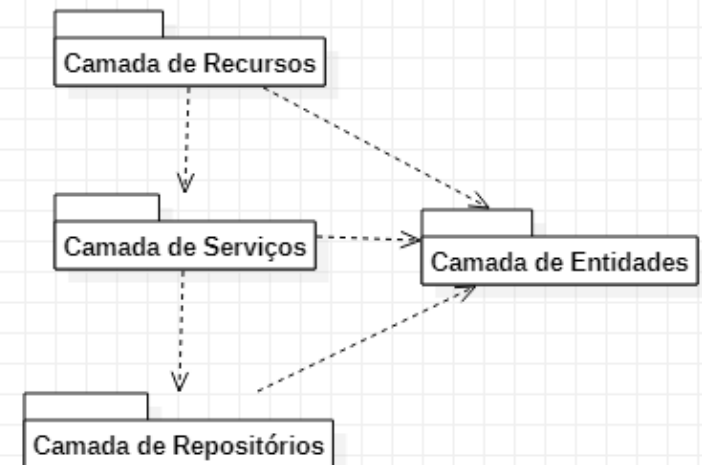 Camada de Recursos
Camada de Serviços
Camada de Entidades
Camada de Repositórios